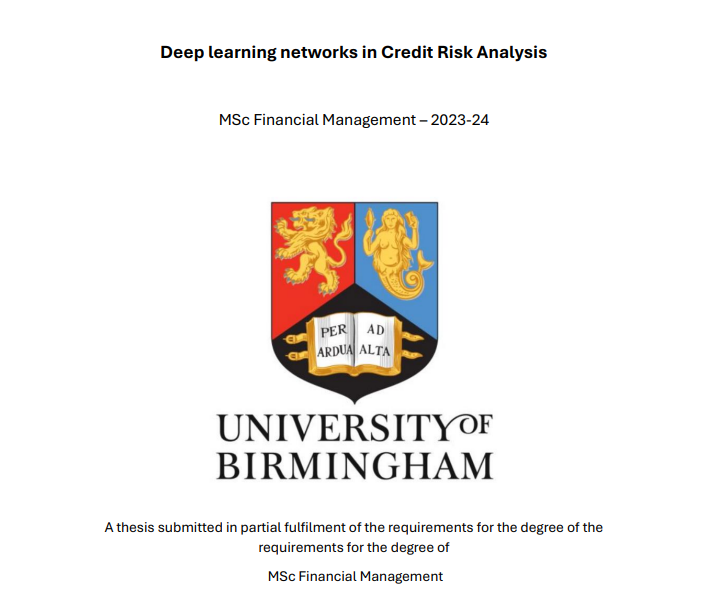 Deep learning networks in Credit Risk Analysis
MSc Financial Management – 2023-24
PER AD
ARDUA ALTA
UNIVERSITY OF
BIRMINGHAM
A thesis submitted in partial fulfilment of the requirements for the degree of the
requirements for the degree of
MSc Financial Management